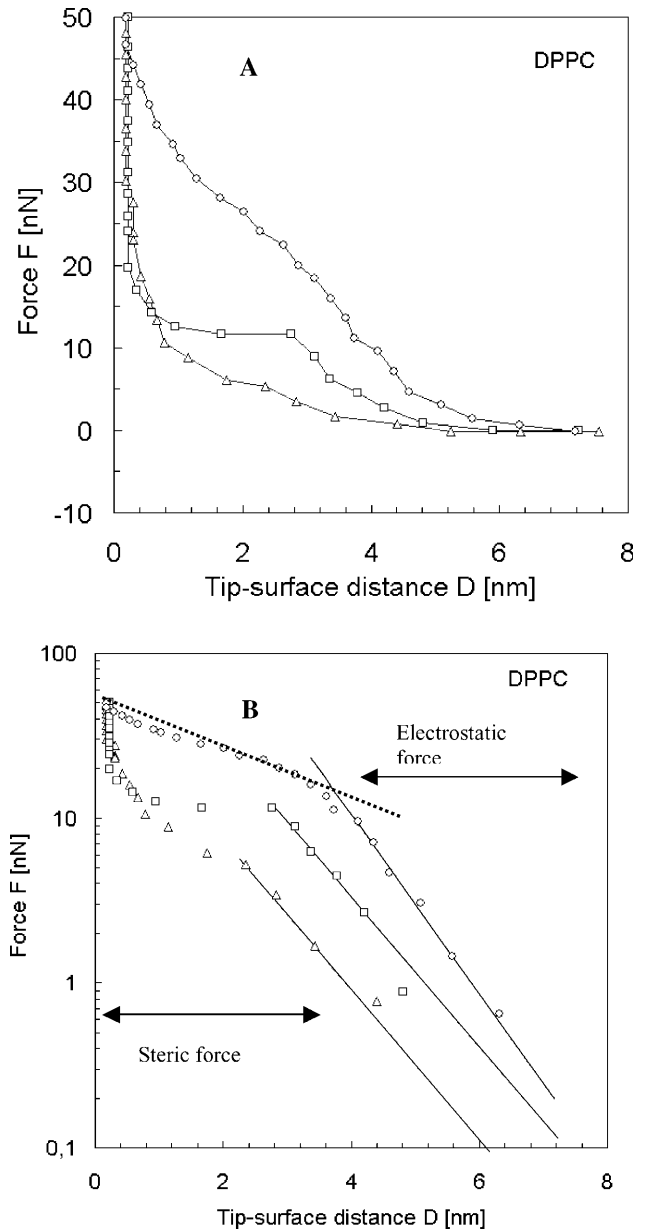 50
A
DPPC
40
30
20
10
0
-10
Force F [nN]
0 2 4 6 8
Tip-surface distance D [nm]
100
B
DPPC
Electrostatic
force
10
1
Steric force
0,1
Force F [nN]
0 2 4 6 8
Tip-surface distance D [nm]